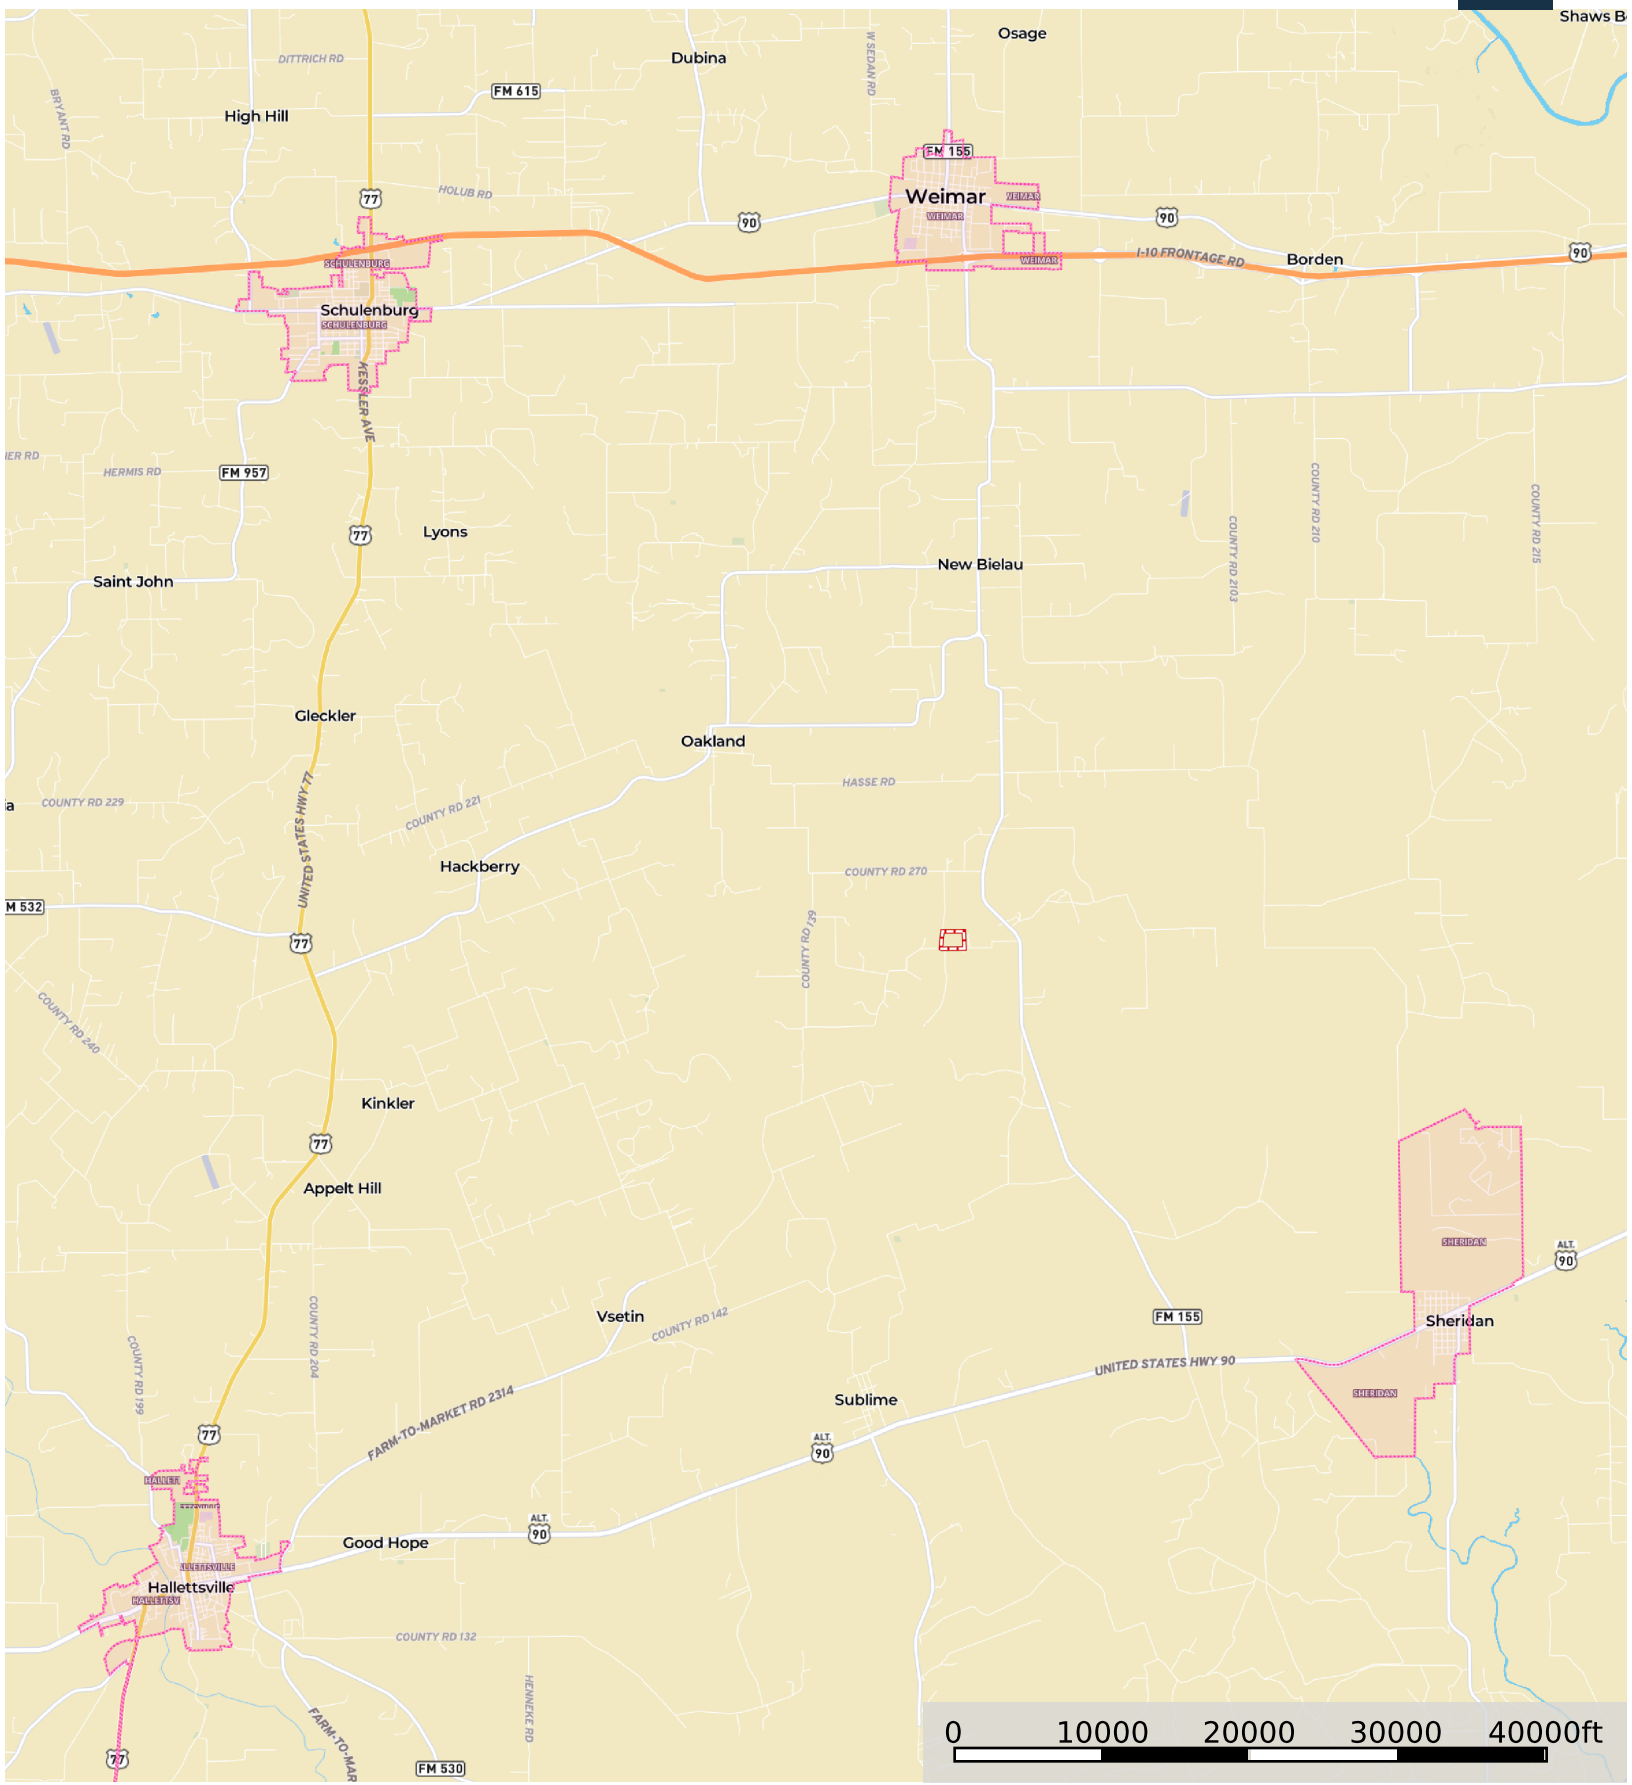 Shaws B
Osage
DITTRICH RD
Dubina
W SEDAN RD
BRYANT RD
FM 615
High Hill
FM 155
77
HOLUB RD
Weimar
WEIMAR
WEIMAR
90
90
90
I-10 FRONTAGE RD
Borden
WEIMAR
SCHULENBURG
Schulenburg
SCHULENBURG
KESSLER AVE
ER RD
HERMIS RD
FM 957
COUNTY RD 210
COUNTY RD 215
COUNTY RD 2103
77
Lyons
New Bielau
Saint John
Gleckler
Oakland
HASSE RD
UNITED STATES HWY 77
ia
COUNTY RD 229
COUNTY RD 221
Hackberry
COUNTY RD 270
M 532
77
COUNTY RD 139
COUNTY RD 240
Kinkler
77
Appelt Hill
SHERIDAN
ALT.
90
Vsetin
COUNTY RD 142
FM 155
Sheridan
COUNTY RD 204
COUNTY RD 199
UNITED STATES HWY 90
SHERIDAN
Sublime
FARM-TO-MARKET RD 2314
77
ALT.
90
HALLETT
ALT.
90
Good Hope
LLETTSVILLE
Hallettsville
HALLETTSV
COUNTY RD 132
HENNEKE RD
FARM-TO-MAR
77
FM 530
0 10000 20000 30000 40000ft